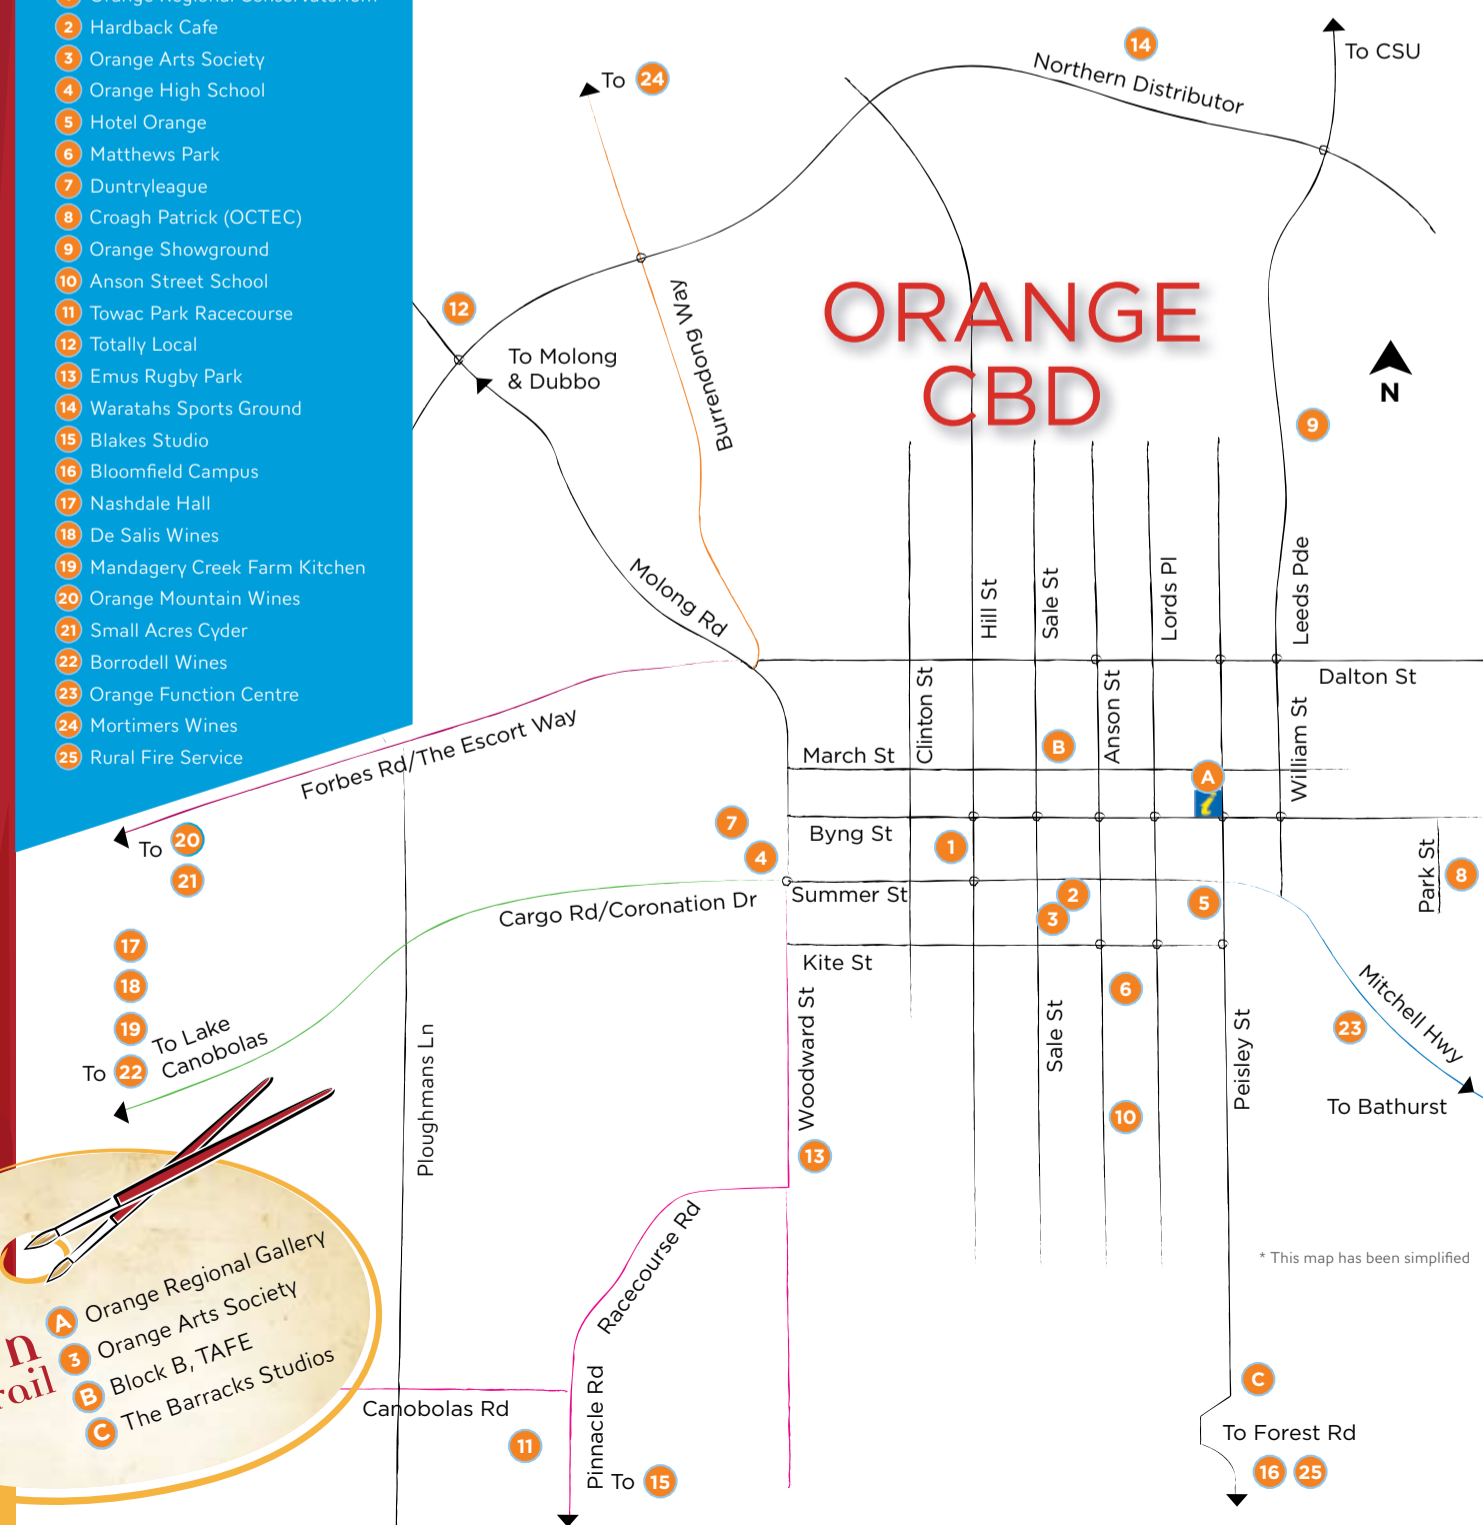 1 Orange Regional Conservatorium
2 Hardback Cafe
3 Orange Arts Society
4 Orange High School
5 Hotel Orange
6 Matthews Park
7 Duntryleague
8 Croagh Patrick (OCTEC)
9 Orange Showground
10 Anson Street School
11 Towac Park Racecourse
12 Totally Local
13 Emus Rugby Park
14 Waratahs Sports Ground
15 Blakes Studio
16 Bloomfield Campus
17 Nashdale Hall
18 De Salis Wines
19 Mandagery Creek Farm Kitchen
20 Orange Mountain Wines
21 Small Acres Cyder
22 Borrodell Wines
23 Orange Function Centre
24 Mortimers Wines
25 Rural Fire Service
14
To CSU
Northern Distributor
To 24
12
To Molong
& Dubbo
Burrendong Way
ORANGE
CBD
N
9
Molong Rd
Hill St
Sale St
Lords Pl
Leeds Pde
Dalton St
Clinton St
Anson St
William St
Forbes Rd/The Escort Way
March St
B
A
i
To 20
21
7
4
Byng St
1
Park St
8
Summer St
2
3
5
Cargo Rd/Coronation Dr
Kite St
17
18
19
To 22
To Lake
Canobolas
Ploughmans Ln
Woodward St
Sale St
6
Peisley St
23
Mitchell Hwy
To Bathurst
10
13
Racecourse Rd
* This map has been simplified
n
rail
A Orange Regional Gallery
3 Orange Arts Society
B Block B, TAFE
C The Barracks Studios
Canobolas Rd
11
Pinnacle Rd
To 15
C
To Forest Rd
16 25